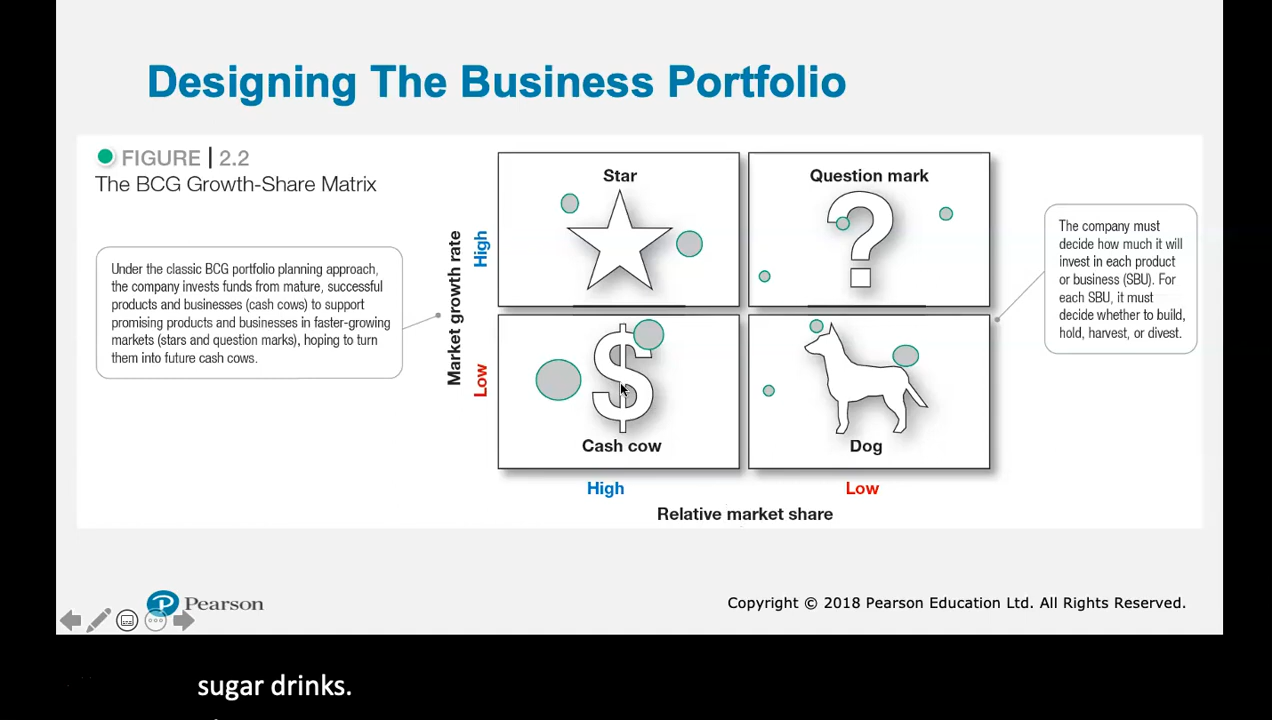 Designing The Business Portfolio
FIGURE | 2.2
The BCG Growth-Share Matrix
Under the classic BCG portfolio planning approach,
the company invests funds from mature, successful
products and businesses (cash cows) to support
promising products and businesses in faster-growing
markets (stars and question marks), hoping to turn
them into future cash cows.
Market growth rate
High
Low
Star
Question mark
?
$
Cash cow
Dog
High
Low
Relative market share
The company must
decide how much it will
invest in each product
or business (SBU). For
each SBU, it must
decide whether to build,
hold, harvest, or divest.
Pearson
Copyright © 2018 Pearson Education Ltd. All Rights Reserved.
sugar drinks.